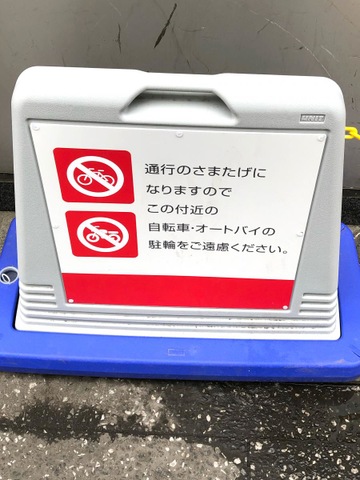 UNIT
通行のさまたげに
なりますので
この付近の
自転車・オートバイの
駐輪をご遠慮ください。